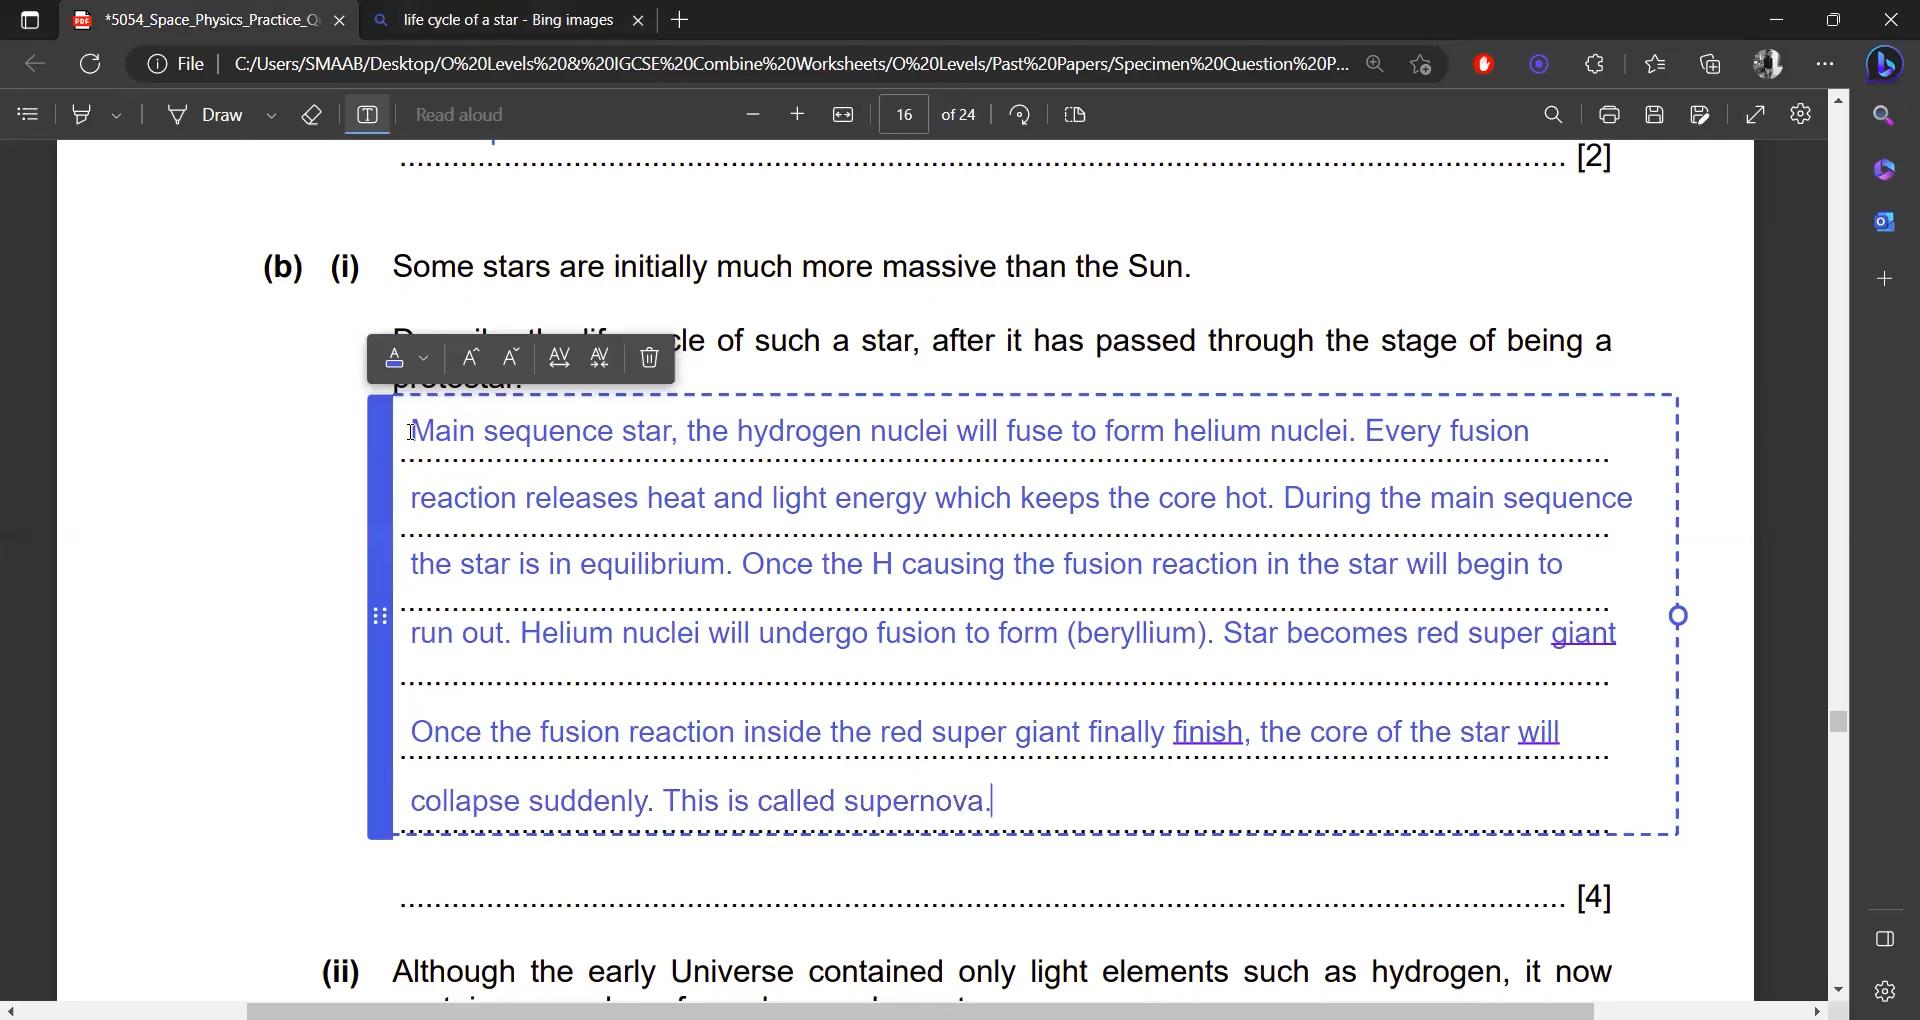 *5054_Space_Physics_Practice_Q
life cycle of a star - Bing images
File
C:/Users/SMAAB/Desktop/O%20Levels%20&%20IGCSE%20Combine%20Worksheets/O%20Levels/Past%20Papers/Specimen%20Question%20P...
Draw
Read aloud
16 of 24
[2]
(b) (i) Some stars are initially much more massive than the Sun.
cle of such a star, after it has passed through the stage of being a
Main sequence star, the hydrogen nuclei will fuse to form helium nuclei. Every fusion
reaction releases heat and light energy which keeps the core hot. During the main sequence
the star is in equilibrium. Once the H causing the fusion reaction in the star will begin to
run out. Helium nuclei will undergo fusion to form (beryllium). Star becomes red super giant
Once the fusion reaction inside the red super giant finally finish, the core of the star will
collapse suddenly. This is called supernova.
[4]
(ii) Although the early Universe contained only light elements such as hydrogen, it now